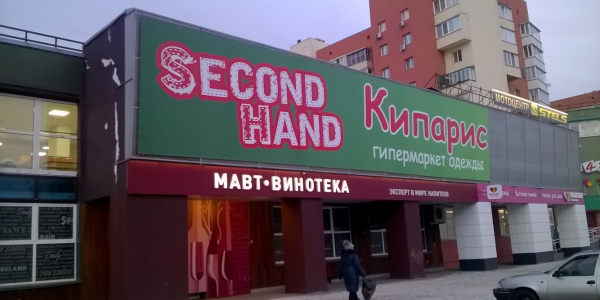 SECOND
HAND
Кипарис
гипермаркет одежды
МОТОЦЕНТР STELS
МАВТ•ВИНОТЕКА
ЭКСПЕРТ В МИРЕ НАПИТКОВ